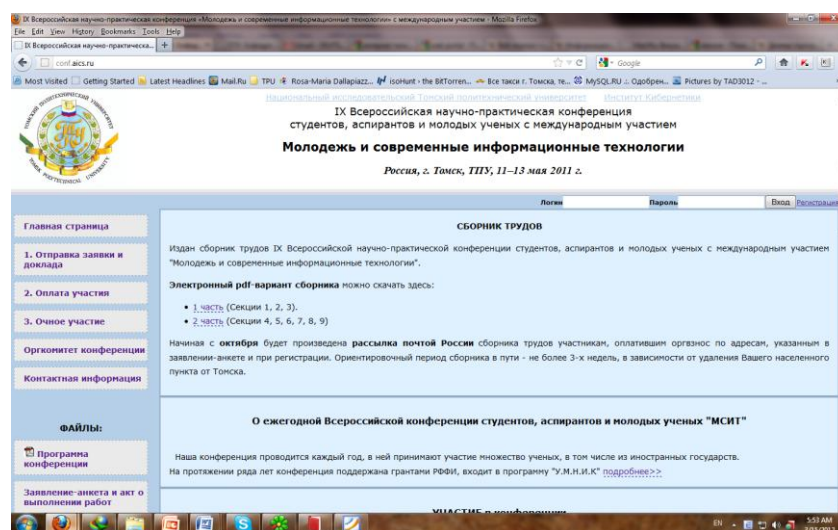 IX Всероссийская научно-практическая конференция «Молодежь и современные информационные технологии» с международным участием - Mozilla Firefox
File Edit View History Bookmarks Tools Help
IX Всероссийская научно-практическа...
conf.aics.ru
Google
Most Visited Getting Started Latest Headlines Mail.Ru TPU Rosa-Maria Dallapiazz... isoHunt - the BitTorren... Все такси г. Томска, те... MySQL.RU :: Одобрен... Pictures by TAD3012 - ...
Национальный исследовательский Томский политехнический университет Институт Кибернетики
IX Всероссийская научно-практическая конференция
студентов, аспирантов и молодых ученых с международным участием
Молодежь и современные информационные технологии
Россия, г. Томск, ТПУ, 11–13 мая 2011 г.
TOMSK POLYTECHNICAL UNIVERSITY
Логин Пароль Вход Регистрация
Главная страница
1. Отправка заявки и
доклада
2. Оплата участия
3. Очное участие
Оргкомитет конференции
Контактная информация
ФАЙЛЫ:
Программа
конференции
Заявление-анкета и акт о
выполнении работ
СБОРНИК ТРУДОВ
Издан сборник трудов IX Всероссийской научно-практической конференции студентов, аспирантов и молодых ученых с международным участием
"Молодежь и современные информационные технологии".
Электронный pdf-вариант сборника можно скачать здесь:
• 1 часть (Секции 1, 2, 3).
• 2 часть (Секции 4, 5, 6, 7, 8, 9)
Начиная с октября будет произведена рассылка почтой России сборника трудов участникам, оплатившим оргвзнос по адресам, указанным в
заявлении-анкете и при регистрации. Ориентировочный период сборника в пути - не более 3-х недель, в зависимости от удаления Вашего населенного
пункта от Томска.
О ежегодной Всероссийской конференции студентов, аспирантов и молодых ученых "МСИТ"
Наша конференция проводится каждый год, в ней принимают участие множество ученых, в том числе из иностранных государств.
На протяжении ряда лет конференция поддержана грантами РФФИ, входит в программу "У.М.Н.И.К" подробнее>>
УЧАСТИЕ в конференции
EN 5:53 AM